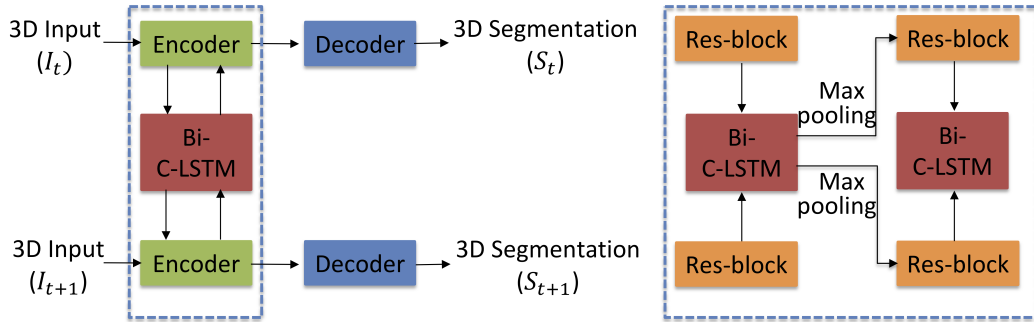 3D Input
(I_t)
Encoder
Decoder
3D Segmentation
(S_t)
Bi-
C-LSTM
3D Input
(I_{t+1})
Encoder
Decoder
3D Segmentation
(S_{t+1})
Res-block
Res-block
Max
pooling
Bi-
C-LSTM
Bi-
C-LSTM
Max
pooling
Res-block
Res-block